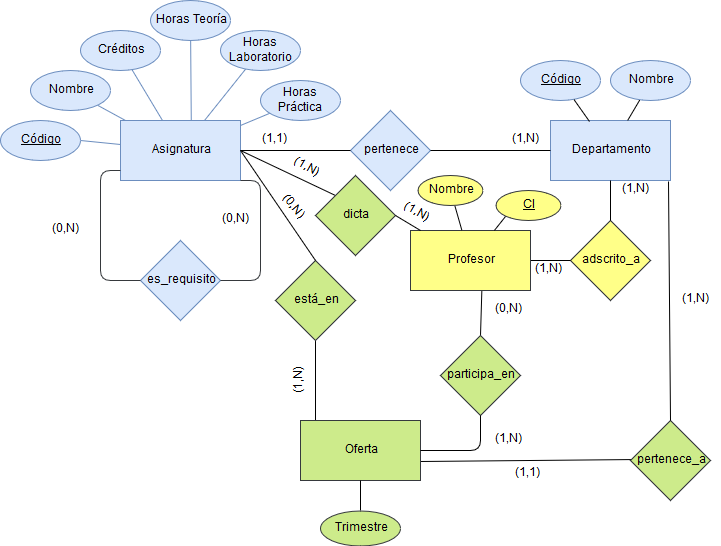 Horas Teoría
Créditos
Horas
Laboratorio
Nombre
Horas
Práctica
Código
Código
Nombre
Asignatura
(1,1)
pertenece
(1,N)
Departamento
(1,N)
(0,N)
dicta
(1,N)
Nombre
CI
(1,N)
(0,N)
(0,N)
es_requisito
Profesor
(1,N)
adscrito_a
está_en
(0,N)
(1,N)
participa_en
(1,N)
(1,N)
Oferta
(1,1)
pertenece_a
Trimestre